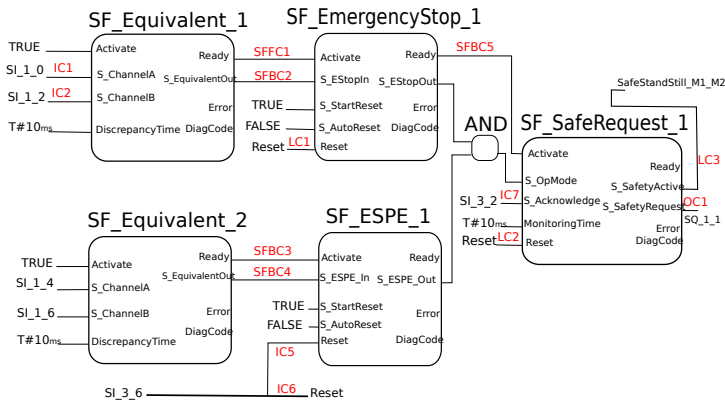 SF_Equivalent_1
TRUE
Activate
Ready
SFFC1
SI_1_0
IC1
S_ChannelA
S_EquivalentOut
SFBC2
SI_1_2
IC2
S_ChannelB
Error
T#10ms
DiscrepancyTime
DiagCode
SF_EmergencyStop_1
Activate
Ready
SFBC5
S_EStopIn
S_EStopOut
TRUE
S_StartReset
Error
FALSE
S_AutoReset
DiagCode
Reset
LC1
Reset
AND
SafeStandStill_M1_M2
SF_SafeRequest_1
Activate
Ready
LC3
S_OpMode
S_SafetyActive
SI_3_2
IC7
S_Acknowledge
S_SafetyRequest
OC1
SQ_1_1
T#10ms
MonitoringTime
Error
Reset
LC2
Reset
DiagCode
SF_Equivalent_2
TRUE
Activate
Ready
SFBC3
SI_1_4
S_ChannelA
S_EquivalentOut
SFBC4
SI_1_6
S_ChannelB
Error
T#10ms
DiscrepancyTime
DiagCode
SF_ESPE_1
Activate
Ready
S_ESPE_In
S_ESPE_Out
TRUE
S_StartReset
Error
FALSE
S_AutoReset
Reset
DiagCode
IC5
SI_3_6
IC6
Reset